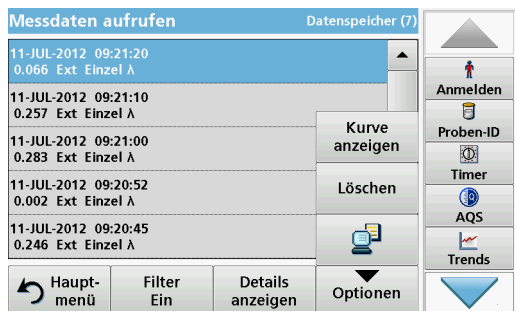 Messdaten aufrufen
Datenspeicher (7)
11-JUL-2012 09:21:20
0.066 Ext Einzel λ
11-JUL-2012 09:21:10
0.257 Ext Einzel λ
11-JUL-2012 09:21:00
0.283 Ext Einzel λ
11-JUL-2012 09:20:52
0.002 Ext Einzel λ
11-JUL-2012 09:20:45
0.246 Ext Einzel λ
Kurve
anzeigen
Löschen
Haupt-
menü
Filter
Ein
Details
anzeigen
Optionen
Anmelden
Proben-ID
Timer
AQS
Trends